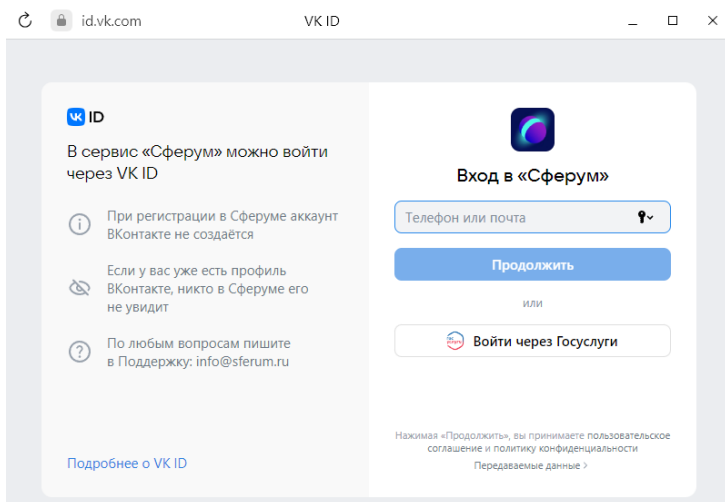 id.vk.com
VK ID
VK ID
В сервис «Сферум» можно войти
через VK ID
При регистрации в Сферуме аккаунт
ВКонтакте не создаётся
Если у вас уже есть профиль
ВКонтакте, никто в Сферуме его
не увидит
По любым вопросам пишите
в Поддержку: info@sferum.ru
Подробнее о VK ID
Вход в «Сферум»
Телефон или почта
Продолжить
или
Войти через Госуслуги
Нажимая «Продолжить», вы принимаете пользовательское
соглашение и политику конфиденциальности
Передаваемые данные >